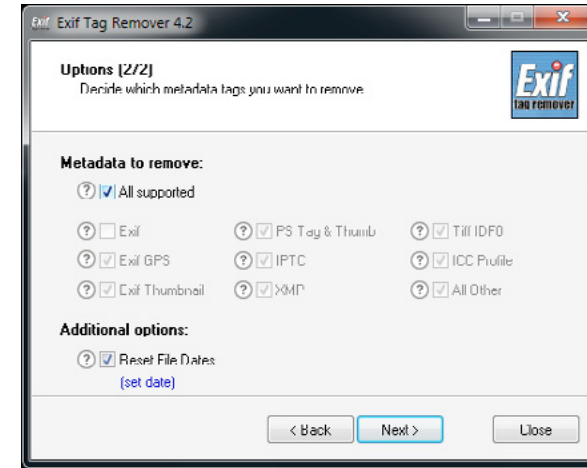 Exif Exif Tag Remover 4.2
Options [2/2]
Decide which metadata tags you want to remove
Exif
tag remover
Metadata to remove:
? All supported
? Exif ? PS Tag & Thumb ? Tiff IDF0
? Exif GPS ? IPTC ? ICC Profile
? Exif Thumbnail ? XMP ? All Other
Additional options:
? Reset File Dates
(set date)
< Back Next > Close